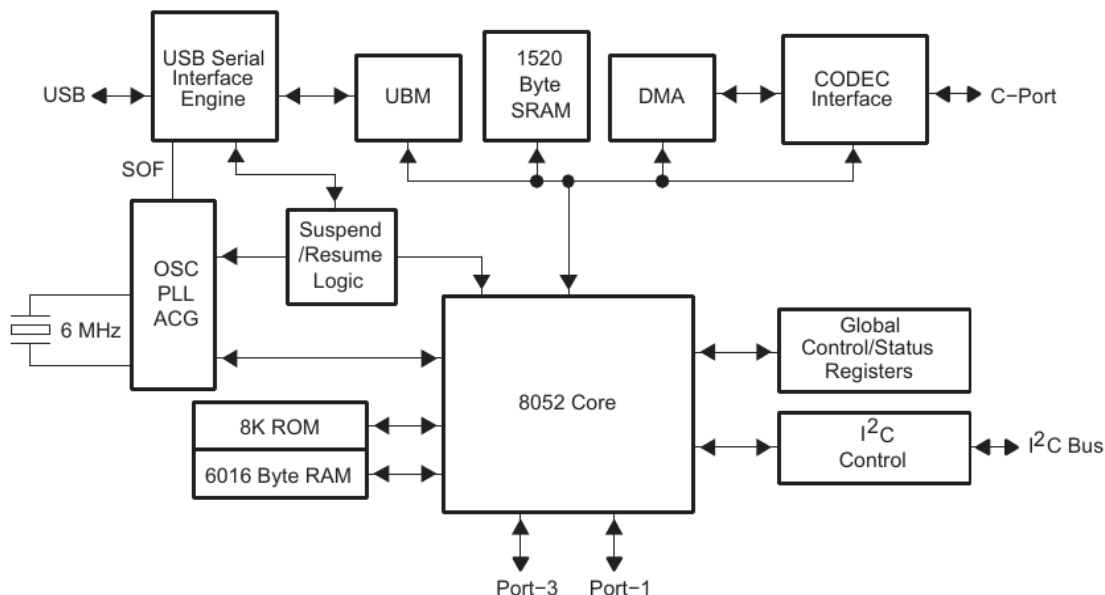 USB
USB Serial
Interface
Engine
UBM
1520
Byte
SRAM
DMA
CODEC
Interface
C−Port
SOF
Suspend
/Resume
Logic
OSC
PLL
ACG
6 MHz
8052 Core
Global
Control/Status
Registers
8K ROM
6016 Byte RAM
I²C
Control
I²C Bus
Port−3
Port−1